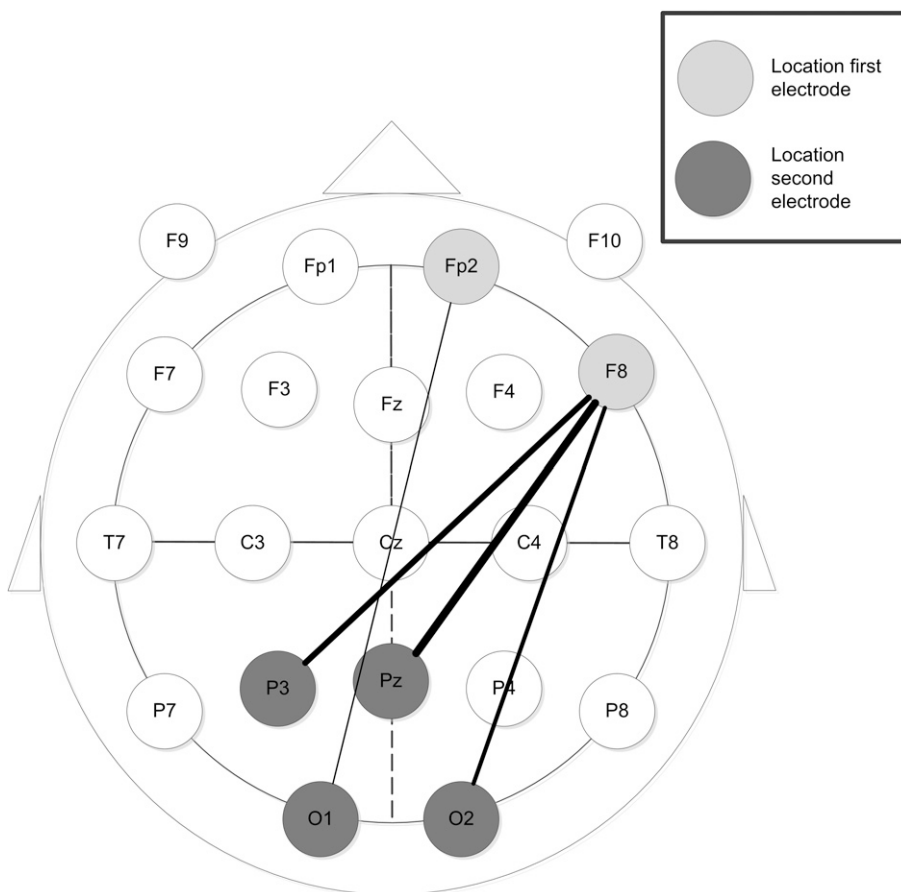 Location first
electrode
Location
second
electrode
F9
F10
Fp1
Fp2
F7
F3
Fz
F4
F8
T7
C3
Cz
C4
T8
P7
P3
Pz
P4
P8
O1
O2